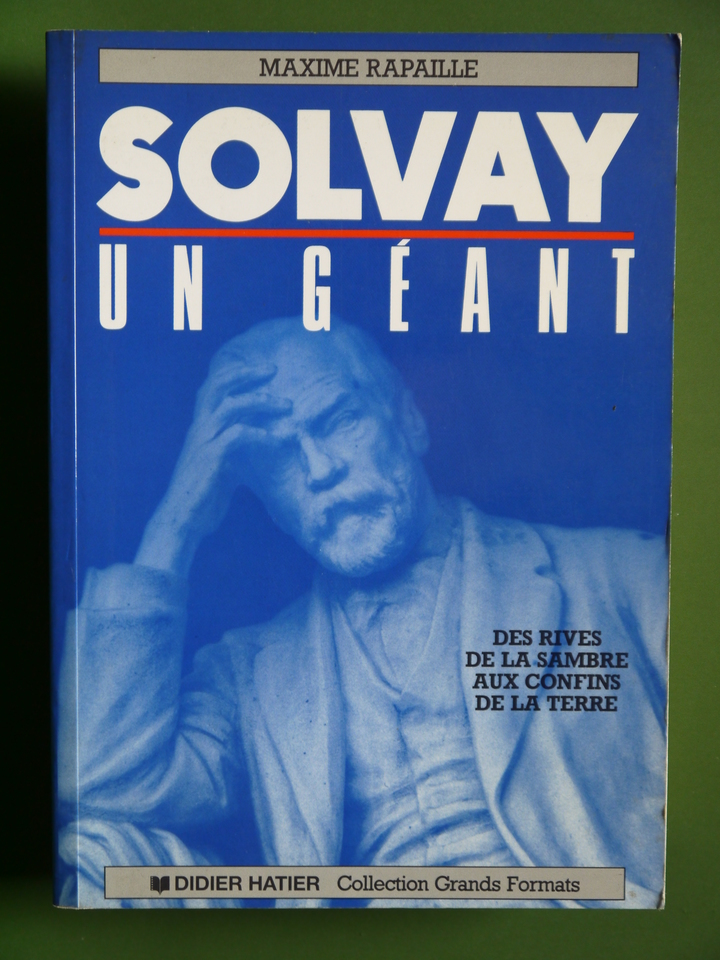 MAXIME RAPAILLE
SOLVAY
UN GÉANT
DES RIVES
DE LA SAMBRE
AUX CONFINS
DE LA TERRE
DIDIER HATIER Collection Grands Formats